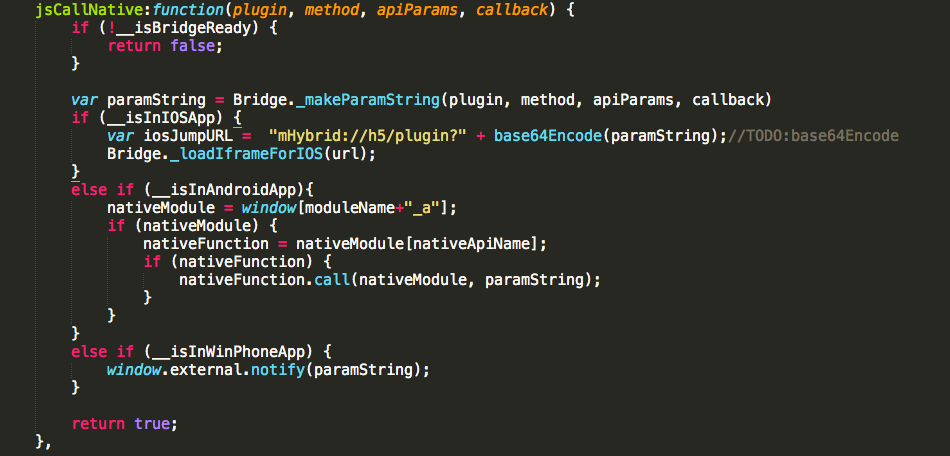 jsCallNative:function(plugin, method, apiParams, callback) {
if (!__isBridgeReady) {
return false;
}
var paramString = Bridge._makeParamString(plugin, method, apiParams, callback)
if (__isInIOSApp) {
var iosJumpURL = "mHybrid://h5/plugin?" + base64Encode(paramString);//TODO:base64Encode
Bridge._loadIframeForIOS(url);
}
else if (__isInAndroidApp){
nativeModule = window[moduleName+"_a"];
if (nativeModule) {
nativeFunction = nativeModule[nativeApiName];
if (nativeFunction) {
nativeFunction.call(nativeModule, paramString);
}
}
}
else if (__isInWinPhoneApp) {
window.external.notify(paramString);
}
return true;
},